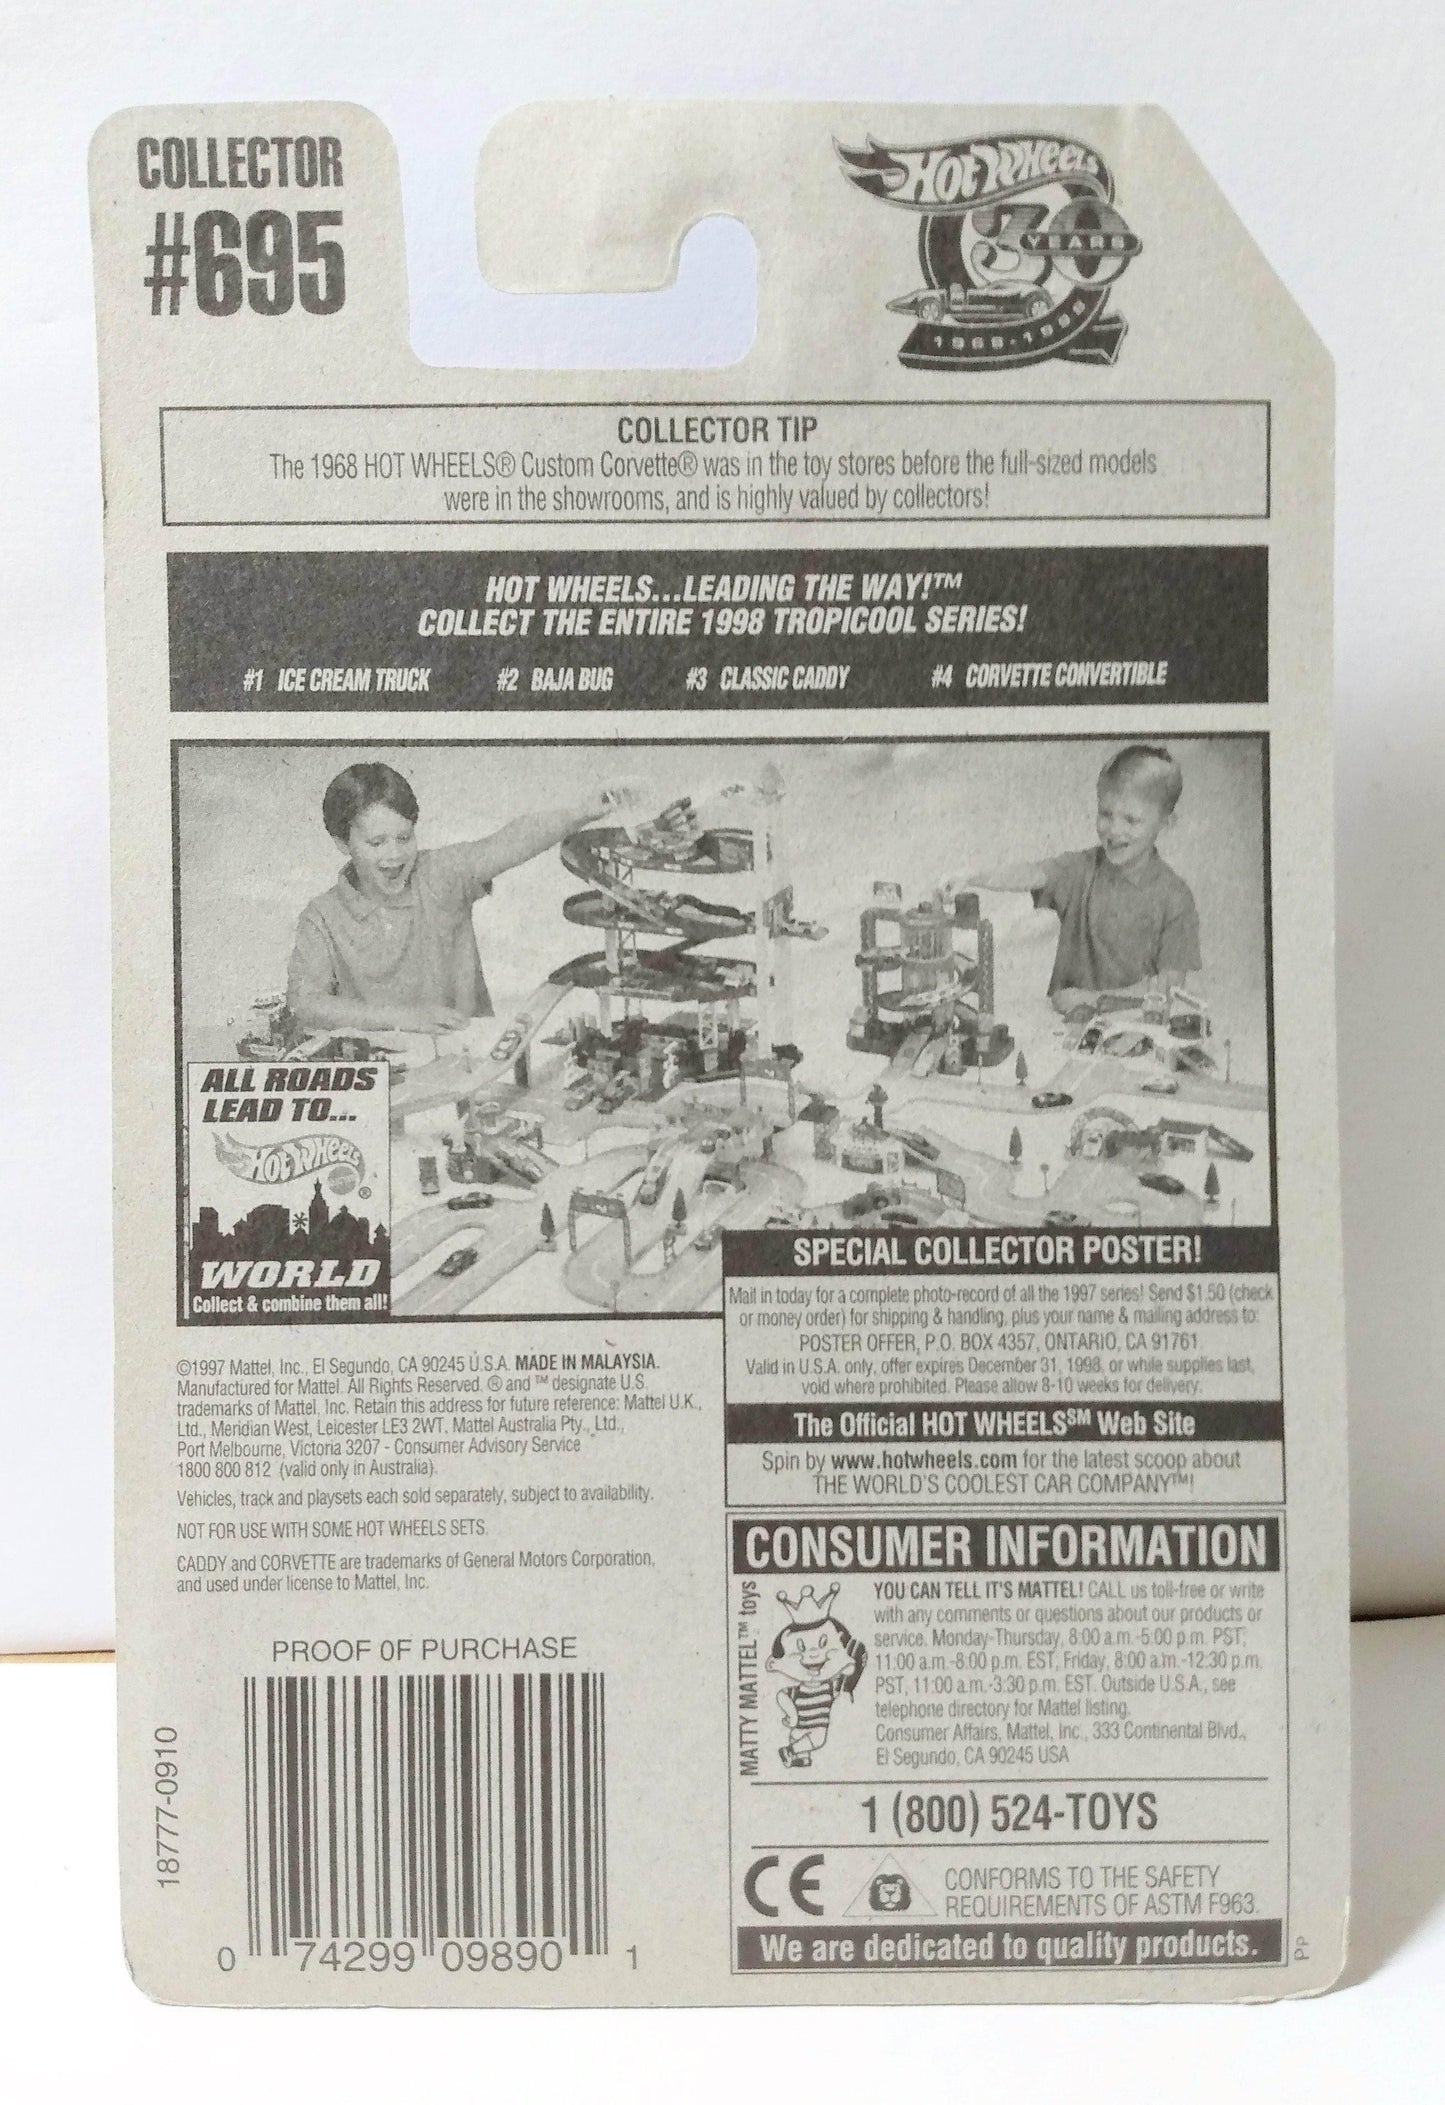 COLLECTOR
#695
HOT WHEELS
30
YEARS
COLLECTOR TIP
The 1968 HOT WHEELS® Custom Corvette® was in the toy stores before the full-sized models
were in the showrooms, and is highly valued by collectors!
HOT WHEELS...LEADING THE WAY!™
COLLECT THE ENTIRE 1998 TROPICOOL SERIES!
#1 ICE CREAM TRUCK #2 BAJA BUG #3 CLASSIC CADDY #4 CORVETTE CONVERTIBLE
ALL ROADS
LEAD TO...
HOT WHEELS ®
WORLD
Collect & combine them all!
SPECIAL COLLECTOR POSTER!
Mail in today for a complete photo-record of all the 1997 series! Send $1.50 (check
or money order) for shipping & handling, plus your name & mailing address to:
POSTER OFFER, P.O. BOX 4357, ONTARIO, CA 91761.
Valid in U.S.A. only, offer expires December 31, 1998, or while supplies last,
void where prohibited. Please allow 8-10 weeks for delivery.
The Official HOT WHEELS℠ Web Site
Spin by www.hotwheels.com for the latest scoop about
THE WORLD'S COOLEST CAR COMPANY™!
©1997 Mattel, Inc., El Segundo, CA 90245 U.S.A. MADE IN MALAYSIA.
Manufactured for Mattel. All Rights Reserved. ® and ™ designate U.S.
trademarks of Mattel, Inc. Retain this address for future reference: Mattel U.K.,
Ltd., Meridian West, Leicester LE3 2WT. Mattel Australia Pty., Ltd.,
Port Melbourne, Victoria 3207 - Consumer Advisory Service
1800 800 812 (valid only in Australia).
Vehicles, track and playsets each sold separately, subject to availability.
NOT FOR USE WITH SOME HOT WHEELS SETS.
CADDY and CORVETTE are trademarks of General Motors Corporation,
and used under license to Mattel, Inc.
PROOF OF PURCHASE
18777-0910
0 74299 09890 1
CONSUMER INFORMATION
MATTY MATTEL™ toys
YOU CAN TELL IT'S MATTEL! CALL us toll-free or write
with any comments or questions about our products or
service. Monday-Thursday, 8:00 a.m.-5:00 p.m. PST,
11:00 a.m.-8:00 p.m. EST, Friday, 8:00 a.m.-12:30 p.m.
PST, 11:00 a.m.-3:30 p.m. EST. Outside U.S.A., see
telephone directory for Mattel listing.
Consumer Affairs, Mattel, Inc., 333 Continental Blvd.,
El Segundo, CA 90245 USA
1 (800) 524-TOYS
CE
CONFORMS TO THE SAFETY
REQUIREMENTS OF ASTM F963.
We are dedicated to quality products.
PP